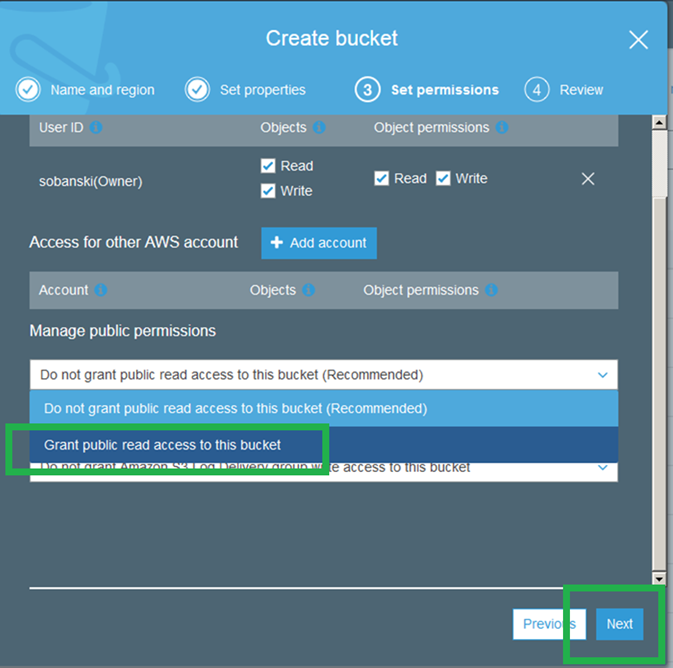 Create bucket
Name and region
Set properties
3 Set permissions
4 Review
User ID Objects Object permissions
Read
sobanski(Owner) Read Write
Write
Access for other AWS account Add account
Account Objects Object permissions
Manage public permissions
Do not grant public read access to this bucket (Recommended)
Do not grant public read access to this bucket (Recommended)
Grant public read access to this bucket
Do not grant Amazon S3 Log Delivery group write access to this bucket
Previous Next